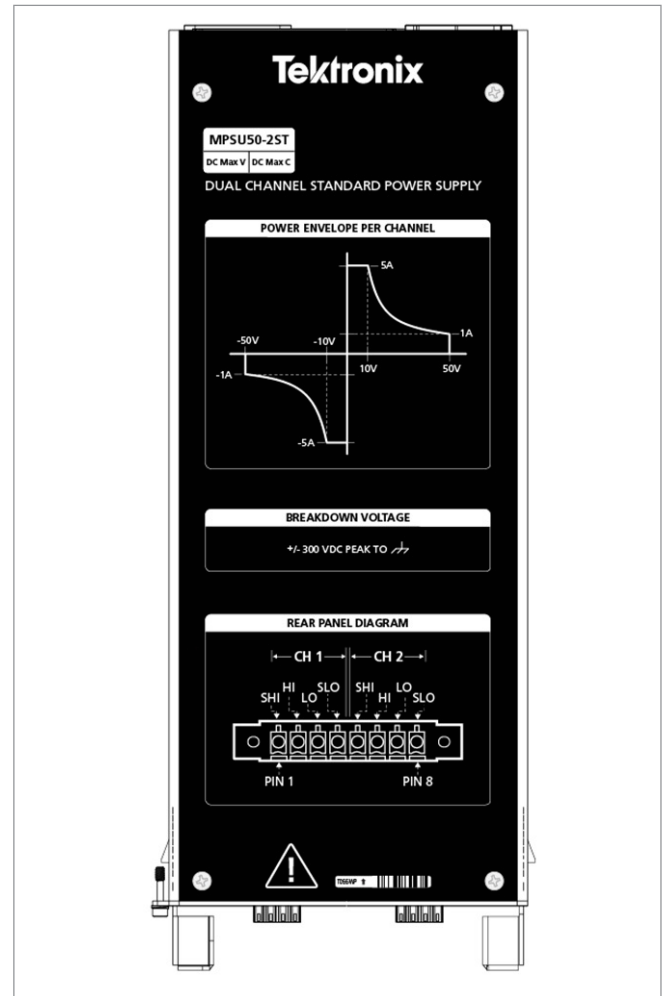 Tektronix
MPSU50-2ST
DC Max V DC Max C
DUAL CHANNEL STANDARD POWER SUPPLY
POWER ENVELOPE PER CHANNEL
5A
-50V -10V 1A
-1A 10V 50V
-5A
BREAKDOWN VOLTAGE
+/- 300 VDC PEAK TO
REAR PANEL DIAGRAM
CH 1 CH 2
SHI HI LO SLO SHI HI LO SLO
PIN 1 PIN 8